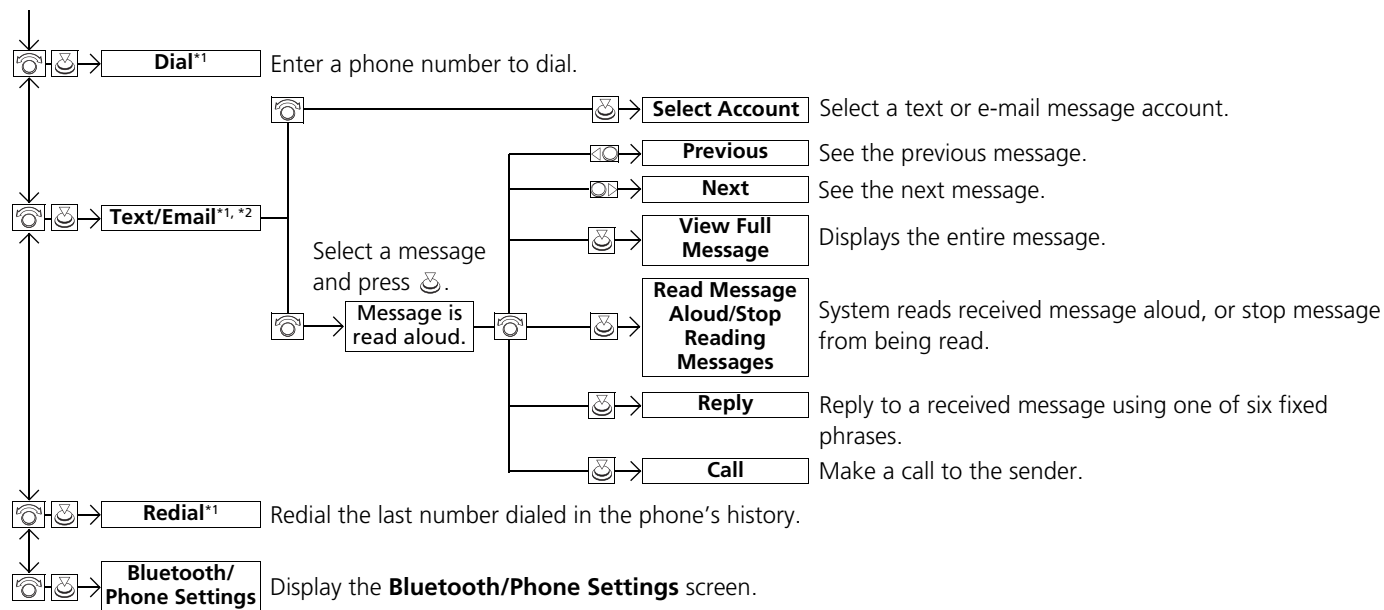 Dial*1 Enter a phone number to dial.
Select Account Select a text or e-mail message account.
Previous See the previous message.
Next See the next message.
Text/Email*1, *2
View Full
Message
Displays the entire message.
Select a message
and press .
Message is
read aloud.
Read Message
Aloud/Stop
Reading
Messages
System reads received message aloud, or stop message
from being read.
Reply Reply to a received message using one of six fixed
phrases.
Call Make a call to the sender.
Redial*1 Redial the last number dialed in the phone’s history.
Bluetooth/
Phone Settings
Display the Bluetooth/Phone Settings screen.